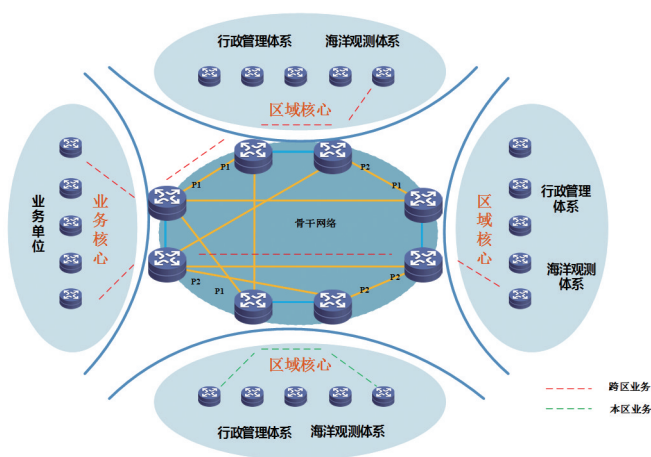 行政管理体系 海洋观测体系
区域核心
P1 P2
P1 P1
业务单位
业务核心
骨干网络
区域核心
行政管理
体系
海洋观测
体系
P2 P1 P2 P2
区域核心
行政管理体系 海洋观测体系
跨区业务
本区业务